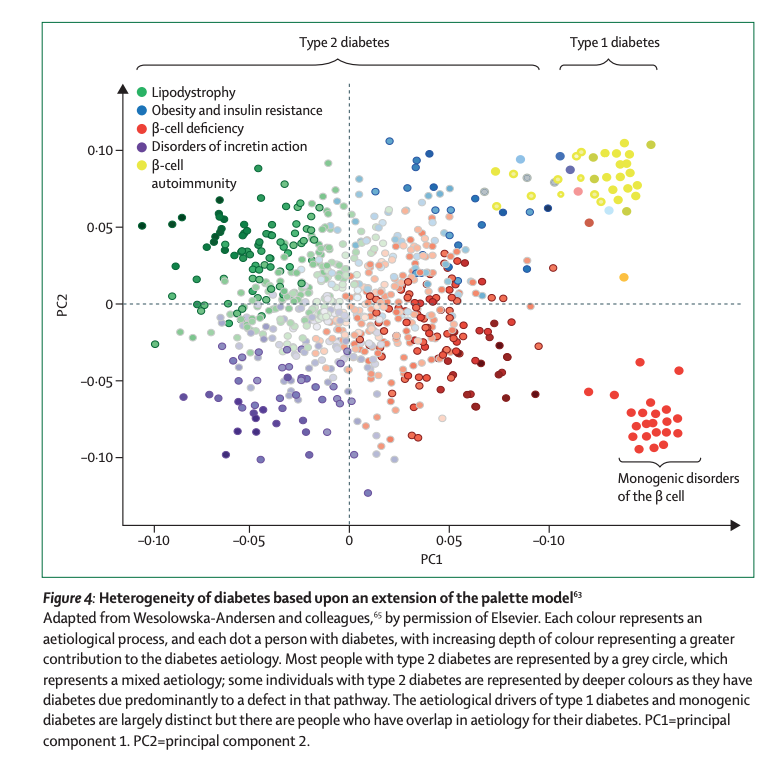 Type 2 diabetes
Type 1 diabetes
Lipodystrophy
Obesity and insulin resistance
β-cell deficiency
Disorders of incretin action
β-cell
autoimmunity
0·10
0·05
0
–0·05
–0·10
PC2
Monogenic disorders
of the β cell
–0·10
–0·05
0
0·05
–0·10
PC1
Figure 4: Heterogeneity of diabetes based upon an extension of the palette model63
Adapted from Wesolowska-Andersen and colleagues,65 by permission of Elsevier. Each colour represents an
aetiological process, and each dot a person with diabetes, with increasing depth of colour representing a greater
contribution to the diabetes aetiology. Most people with type 2 diabetes are represented by a grey circle, which
represents a mixed aetiology; some individuals with type 2 diabetes are represented by deeper colours as they have
diabetes due predominantly to a defect in that pathway. The aetiological drivers of type 1 diabetes and monogenic
diabetes are largely distinct but there are people who have overlap in aetiology for their diabetes. PC1=principal
component 1. PC2=principal component 2.